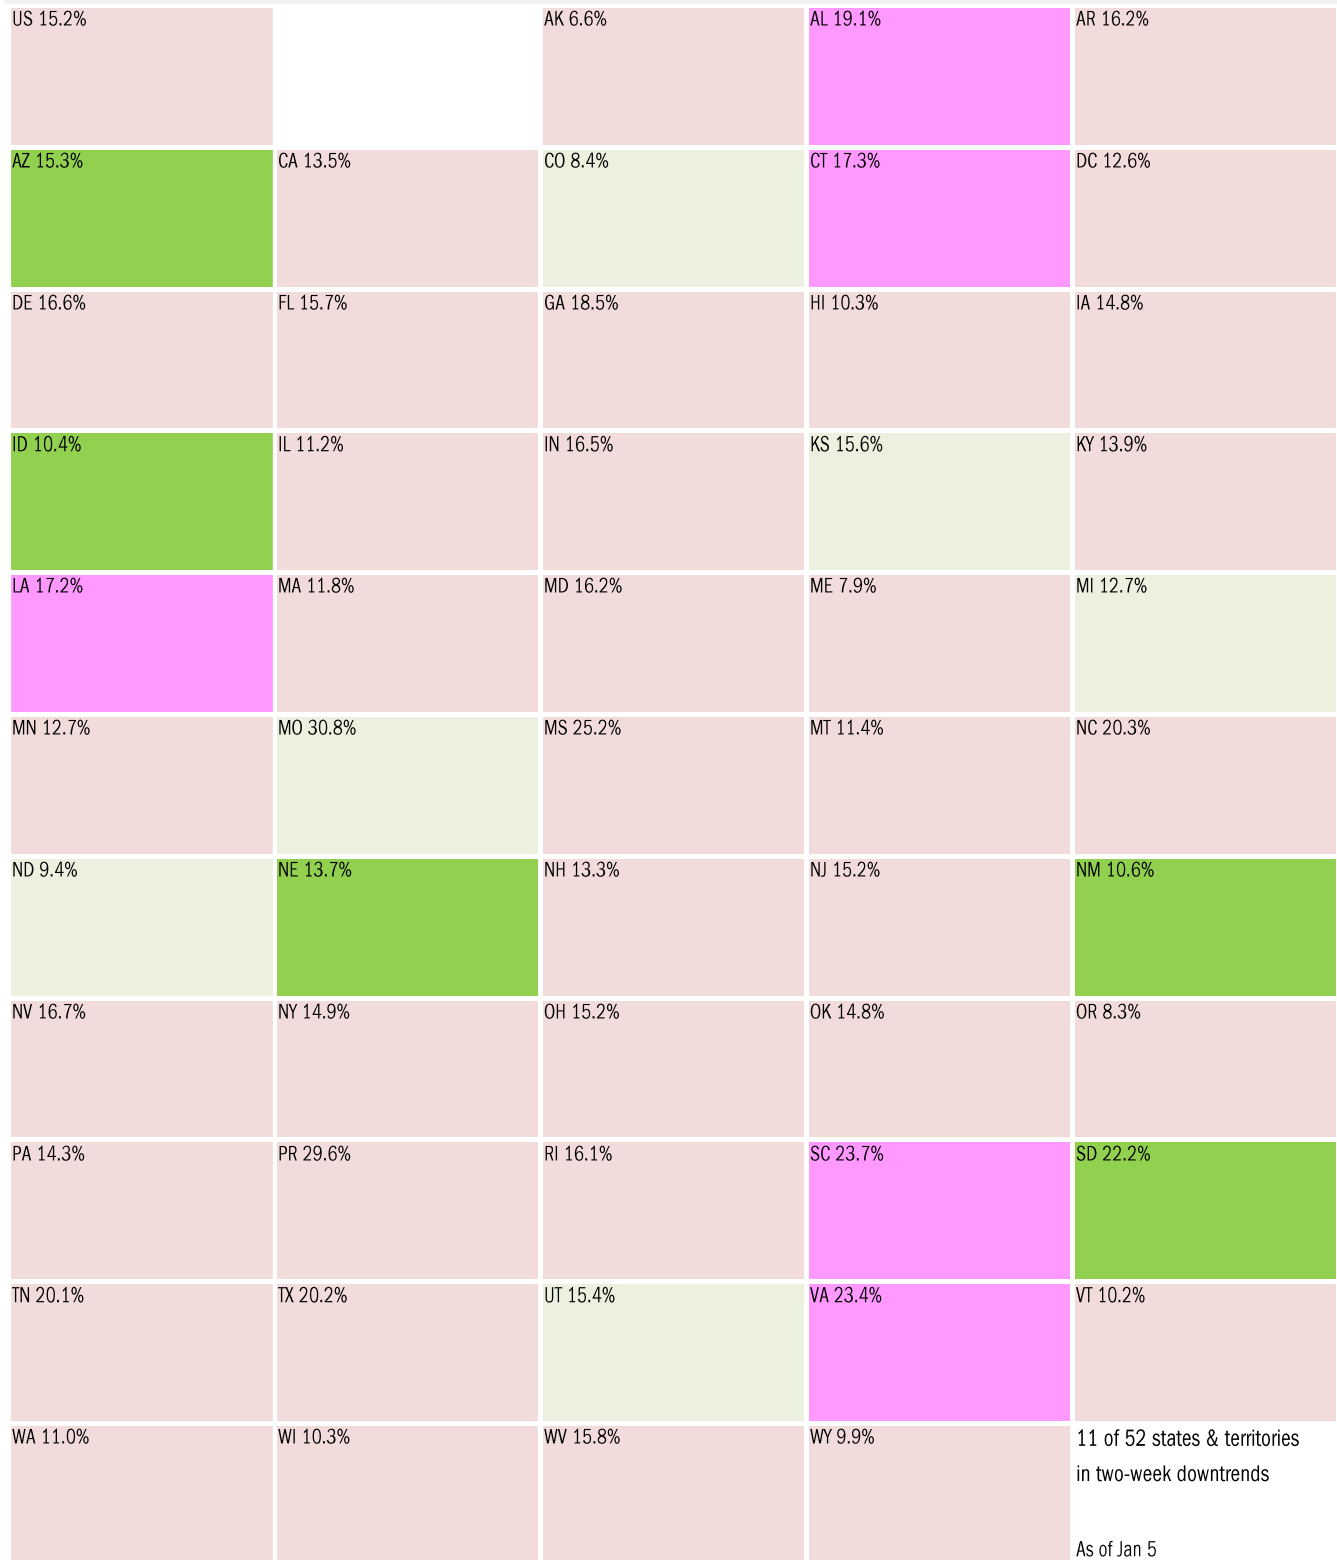 US 15.2%
AK 6.6%
AL 19.1%
AR 16.2%
AZ 15.3%
CA 13.5%
CO 8.4%
CT 17.3%
DC 12.6%
DE 16.6%
FL 15.7%
GA 18.5%
HI 10.3%
IA 14.8%
ID 10.4%
IL 11.2%
IN 16.5%
KS 15.6%
KY 13.9%
LA 17.2%
MA 11.8%
MD 16.2%
ME 7.9%
MI 12.7%
MN 12.7%
MO 30.8%
MS 25.2%
MT 11.4%
NC 20.3%
ND 9.4%
NE 13.7%
NH 13.3%
NJ 15.2%
NM 10.6%
NV 16.7%
NY 14.9%
OH 15.2%
OK 14.8%
OR 8.3%
PA 14.3%
PR 29.6%
RI 16.1%
SC 23.7%
SD 22.2%
TN 20.1%
TX 20.2%
UT 15.4%
VA 23.4%
VT 10.2%
WA 11.0%
WI 10.3%
WV 15.8%
WY 9.9%
11 of 52 states & territories
in two-week downtrends
As of Jan 5